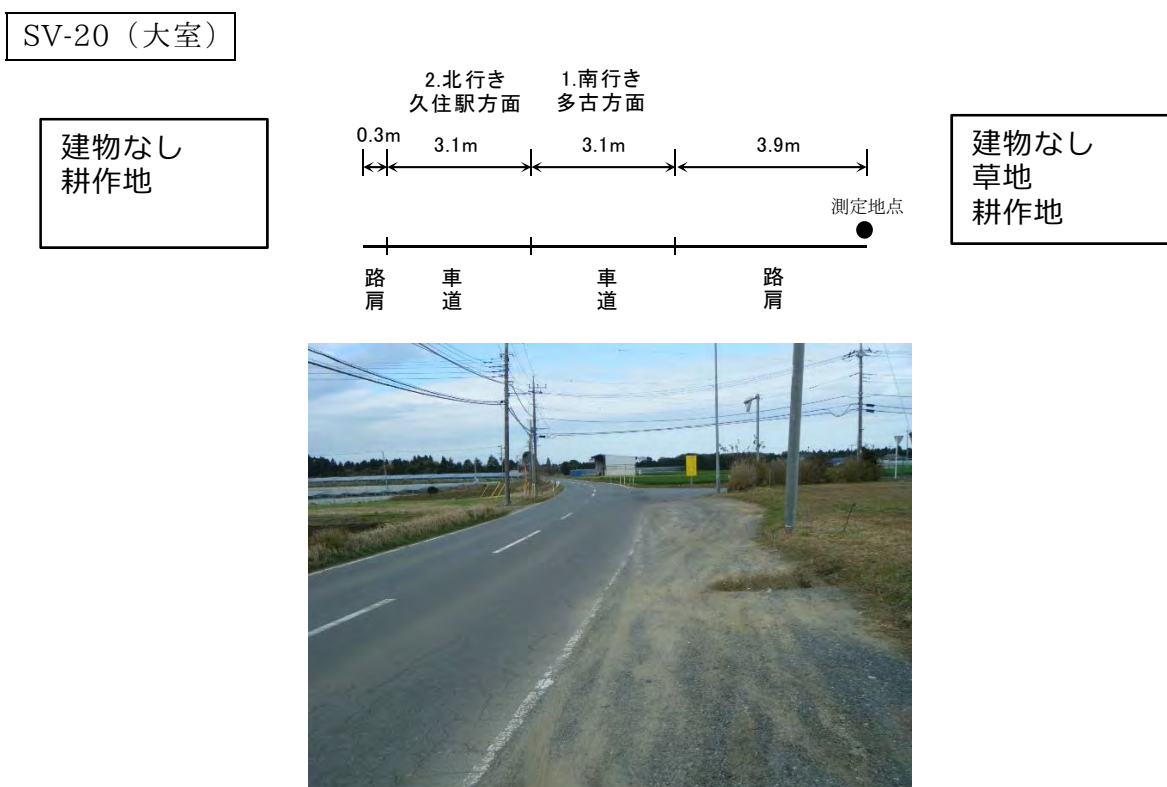 SV-20（大室）
2.北行き
久住駅方面
1.南行き
多古方面
建物なし
耕作地
0.3m
3.1m
3.1m
3.9m
建物なし
草地
耕作地
測定地点
路肩
車道
車道
路肩